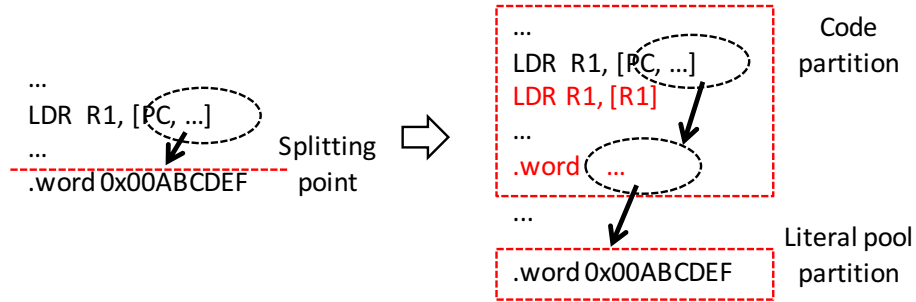 ...
LDR R1, [PC, ...]
...
.word 0x00ABCDEF
Splitting
point
...
LDR R1, [PC, ...]
LDR R1, [R1]
...
.word ...
...
.word 0x00ABCDEF
Code
partition
Literal pool
partition